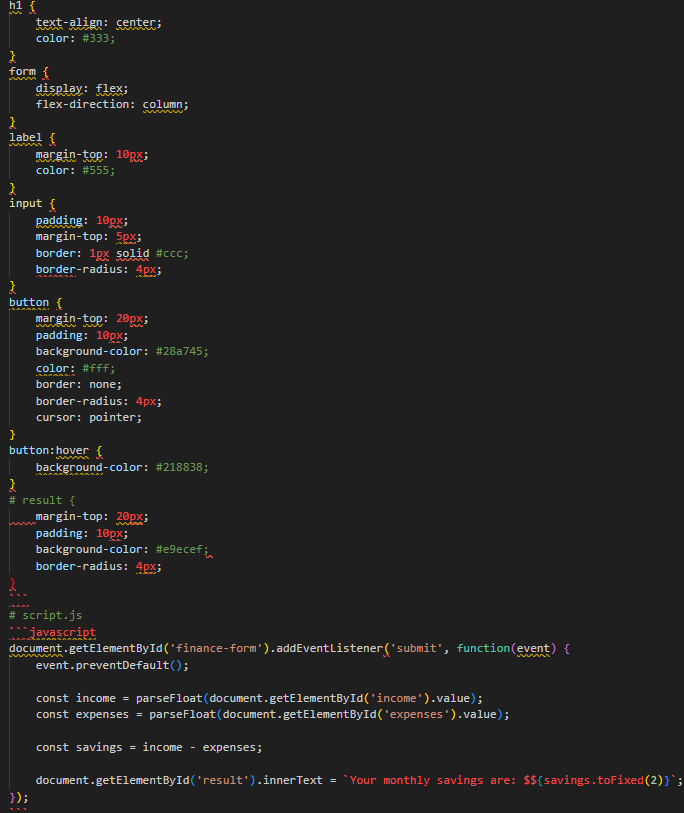 h1 {
    text-align: center;
    color: #333;
}
form {
    display: flex;
    flex-direction: column;
}
label {
    margin-top: 10px;
    color: #555;
}
input {
    padding: 10px;
    margin-top: 5px;
    border: 1px solid #ccc;
    border-radius: 4px;
}
button {
    margin-top: 20px;
    padding: 10px;
    background-color: #28a745;
    color: #fff;
    border: none;
    border-radius: 4px;
    cursor: pointer;
}
button:hover {
    background-color: #218838;
}
# result {
    margin-top: 20px;
    padding: 10px;
    background-color: #e9ecef;
    border-radius: 4px;
}
```
# script.js
```javascript
document.getElementById('finance-form').addEventListener('submit', function(event) {
    event.preventDefault();

    const income = parseFloat(document.getElementById('income').value);
    const expenses = parseFloat(document.getElementById('expenses').value);

    const savings = income - expenses;

    document.getElementById('result').innerText = `Your monthly savings are: $${savings.toFixed(2)}`;
});
```